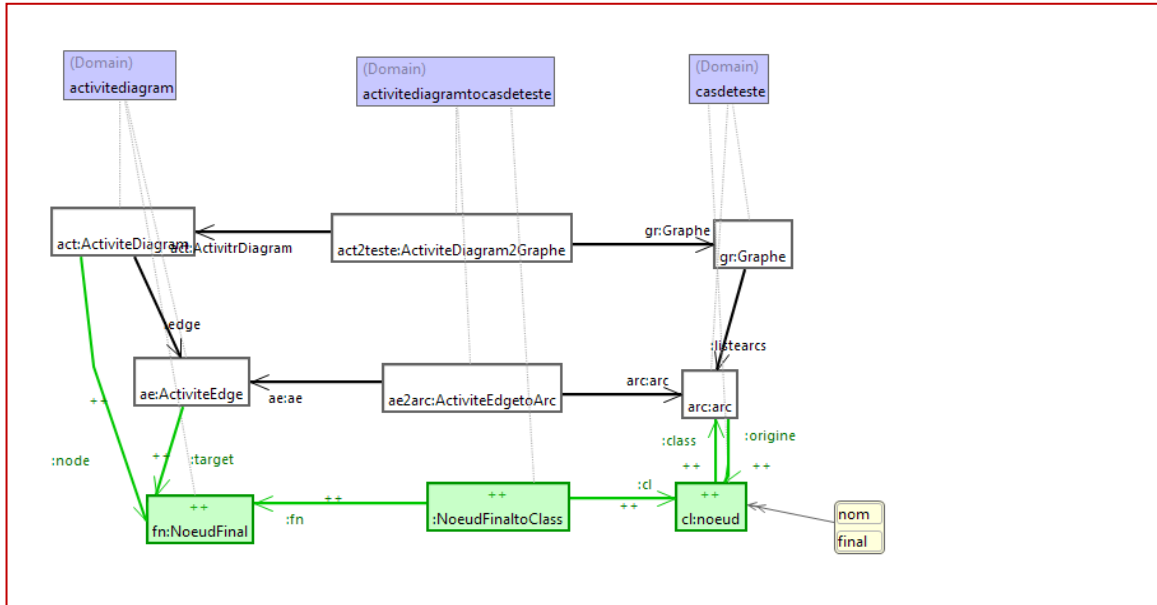 (Domain)
activitediagram
(Domain)
activitediagramtocasdeteste
(Domain)
casdeteste
act:ActiviteDiagram
act:ActivitrDiagram
act2teste:ActiviteDiagram2Graphe
gr:Graphe
gr:Graphe
:edge
:listearcs
ae:ActiviteEdge
ae:ae
ae2arc:ActiviteEdgetoArc
arc:arc
arc:arc
++
:node
++
:target
:class
++
:origine
++
++
fn:NoeudFinal
++
:fn
++
:NoeudFinaltoClass
:cl
++
++
cl:noeud
nom
final